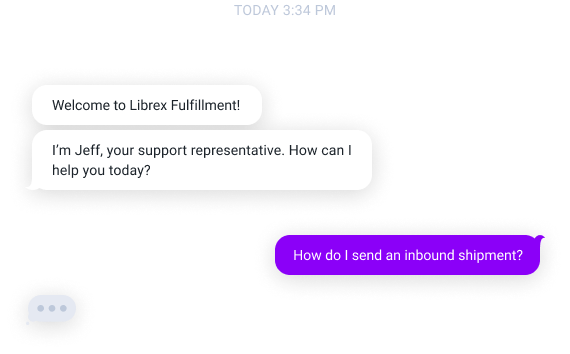 TODAY 3:34 PM
Welcome to Librex Fulfillment!
I’m Jeff, your support representative. How can I
help you today?
How do I send an inbound shipment?